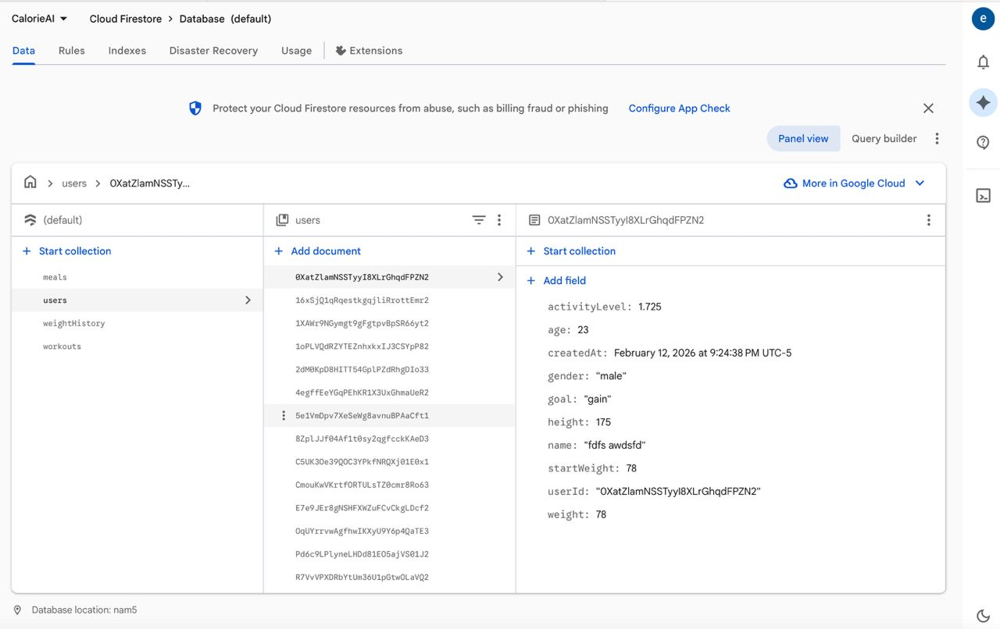 CalorieAI Cloud Firestore > Database (default)
e
Data Rules Indexes Disaster Recovery Usage Extensions
Protect your Cloud Firestore resources from abuse, such as billing fraud or phishing Configure App Check
Panel view Query builder
users > 0XatZlamNSSTy...
More in Google Cloud
(default)
users
0XatZlamNSSTyyI8XLrGhqdFPZN2
+ Start collection
+ Add document
+ Start collection
meals
users
weightHistory
workouts
0XatZlamNSSTyyI8XLrGhqdFPZN2
16xSjQ1qRqestkgqjliRrottEmr2
1XAWr9NGymgt9gFgtpvBpSR66yt2
1oPLVQdRZYTEZnhxkxIJ3CSYpP82
2dM0KpD8HITT54GplPZdRhgDIo33
4egffEeYGqPEhKR1X3UxGhmaUeR2
5e1VmDpv7XeSeWg8avnuBPAaCft1
8ZplJJf04Af1t0sy2qgfcckKAeD3
C5UK3Oe39QOC3YPkfNRQXj01E0x1
CmouKwVKrtfORTULsTZ0cmr8Ro63
E7e9JEr8gNSHFXWZuFCvCkgLDcf2
OqUYrrvwAgfhwIKXyU9Y6p4QaTE3
Pd6c9LPlyneLHDd81EO5ajVS01J2
R7VvVPXDRbYtUm36U1pGtwOLaVQ2
+ Add field
activityLevel: 1.725
age: 23
createdAt: February 12, 2026 at 9:24:38 PM UTC-5
gender: "male"
goal: "gain"
height: 175
name: "fdfs awdsfd"
startWeight: 78
userId: "0XatZlamNSSTyyI8XLrGhqdFPZN2"
weight: 78
Database location: nam5